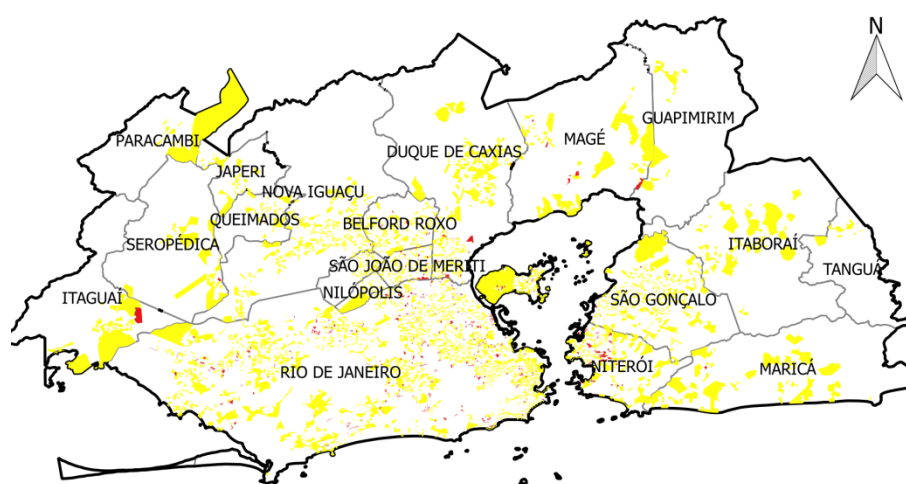 N
GUAPIMIRIM
PARACAMBI
MAGÉ
DUQUE DE CAXIAS
JAPERI
NOVA IGUAÇU
QUEIMADOS
BELFORD ROXO
SEROPÉDICA
ITABORAÍ
SÃO JOÃO DE MERITI
TANGUÁ
NILÓPOLIS
ITAGUAÍ
SÃO GONÇALO
RIO DE JANEIRO
NITERÓI
MARICÁ